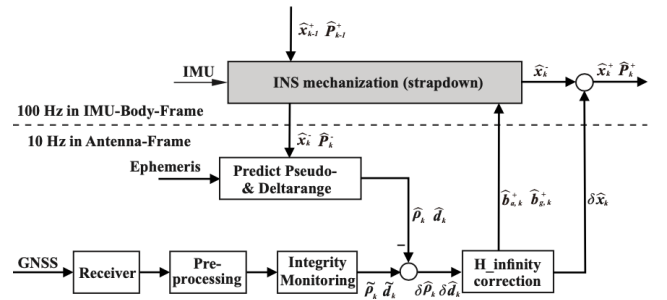 x̂⁺ₖ₋₁ P̂⁺ₖ₋₁
IMU
INS mechanization (strapdown)
x̂⁻ₖ
x̂⁺ₖ P̂⁺ₖ
100 Hz in IMU-Body-Frame
10 Hz in Antenna-Frame
x̂⁻ₖ P̂⁻ₖ
Ephemeris
Predict Pseudo-
& Deltarange
b̂⁺ₐ,ₖ b̂⁺g,ₖ
δx̂ₖ
ρ̂ₖ d̂ₖ
−
GNSS
Receiver
Pre-
processing
Integrity
Monitoring
H_infinity
correction
ρ̃ₖ d̃ₖ
δρ̂ₖ δd̂ₖ